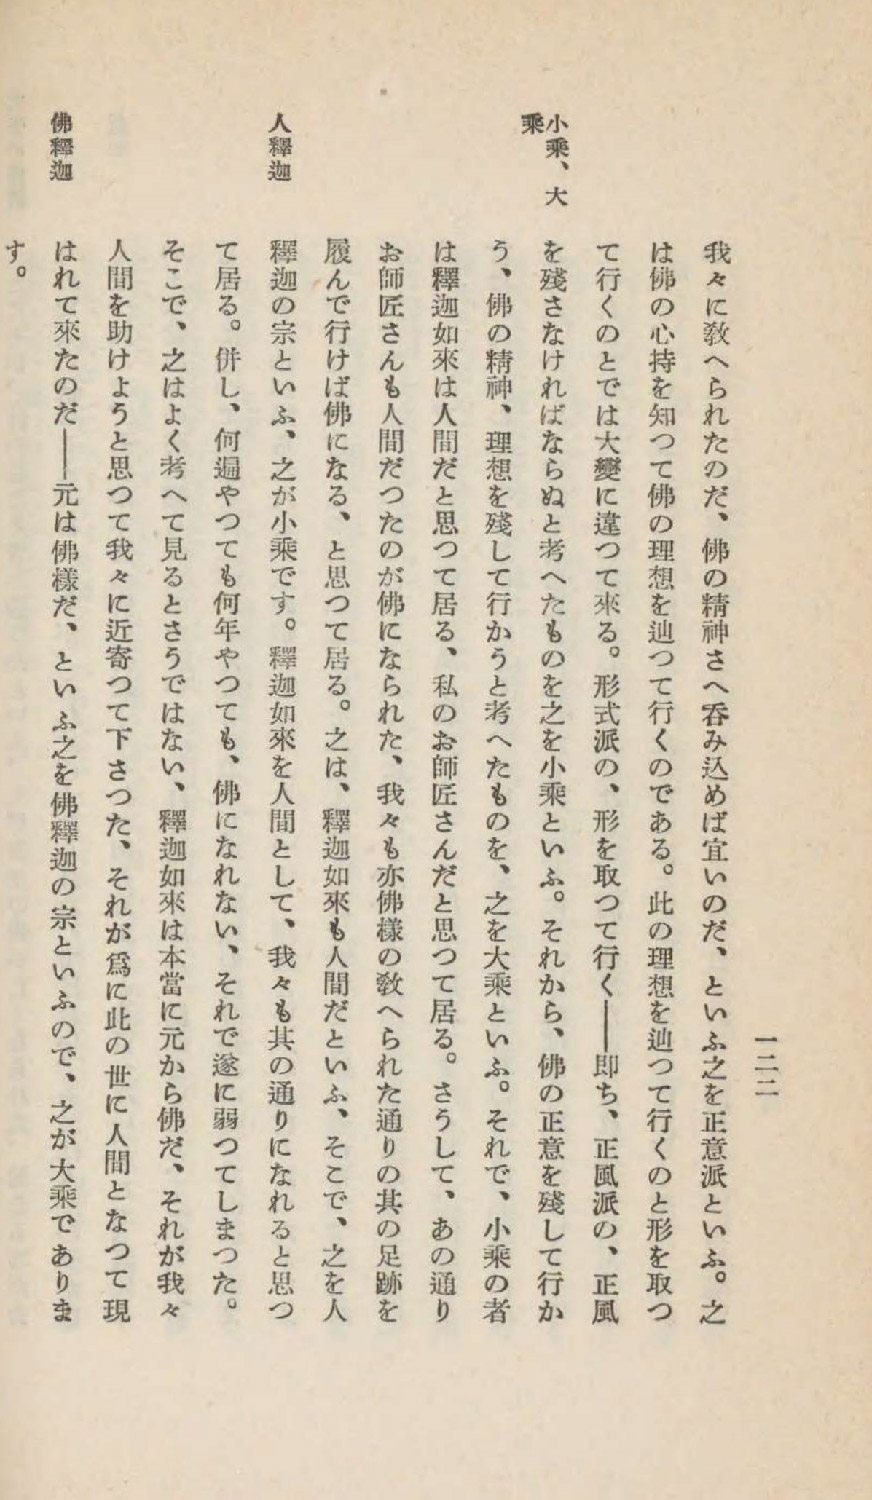 一二二
我々に敎へられたのだ、佛の精神さへ呑み込めば宜いのだ、といふ之を正意派といふ。之
は佛の心持を知つて佛の理想を辿つて行くのである。此の理想を辿つて行くのと形を取つ
て行くのとでは大變に違つて來る。形式派の、形を取つて行く――卽ち、正風派の、正風
小乘、大
乘
を殘さなければならぬと考へたものを之を小乘といふ。それから、佛の正意を殘して行か
う、佛の精神、理想を殘して行かうと考へたものを、之を大乘といふ。それで、小乘の者
は釋迦如來は人間だと思つて居る、私のお師匠さんだと思つて居る。さうして、あの通り
お師匠さんも人間だつたのが佛になられた、我々も亦佛樣の敎へられた通りの其の足跡を
履んで行けば佛になる、と思つて居る。之は、釋迦如來も人間だといふ、そこで、之を人
人釋迦
釋迦の宗といふ、之が小乘です。釋迦如來を人間として、我々も其の通りになれると思つ
て居る。併し、何遍やつても何年やつても、佛になれない、それで遂に弱つてしまつた。
そこで、之はよく考へて見るとさうではない、釋迦如來は本當に元から佛だ、それが我々
人間を助けようと思つて我々に近寄つて下さつた、それが爲に此の世に人間となつて現
佛釋迦
はれて來たのだ――元は佛樣だ、といふ之を佛釋迦の宗といふので、之が大乘でありま
す。